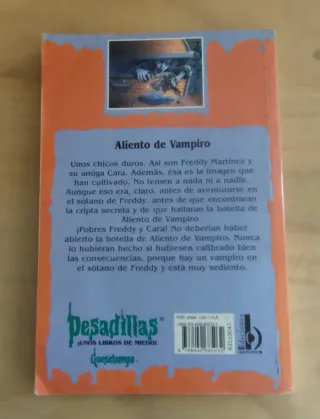 Aliento de Vampiro
Unos chicos duros. Así son Freddy Martínez y
su amiga Cara. Además, ésa es la imagen que
han cultivado. No temen a nada ni a nadie.
Aunque eso era, claro, antes de aventurarse en
el sótano de Freddy, antes de que encontraran
la cripta secreta y de que hallaran la botella de
Aliento de Vampiro.
¡Pobres Freddy y Cara! No deberían haber
abierto la botella de Aliento de Vampiro. Nunca
lo hubieran hecho si hubiesen calibrado bien
las consecuencias, porque hay un vampiro en
el sótano de Freddy y está muy sediento.
Pesadillas
¡UNOS LIBROS DE MIEDO!
Goosebumps
Ediciones